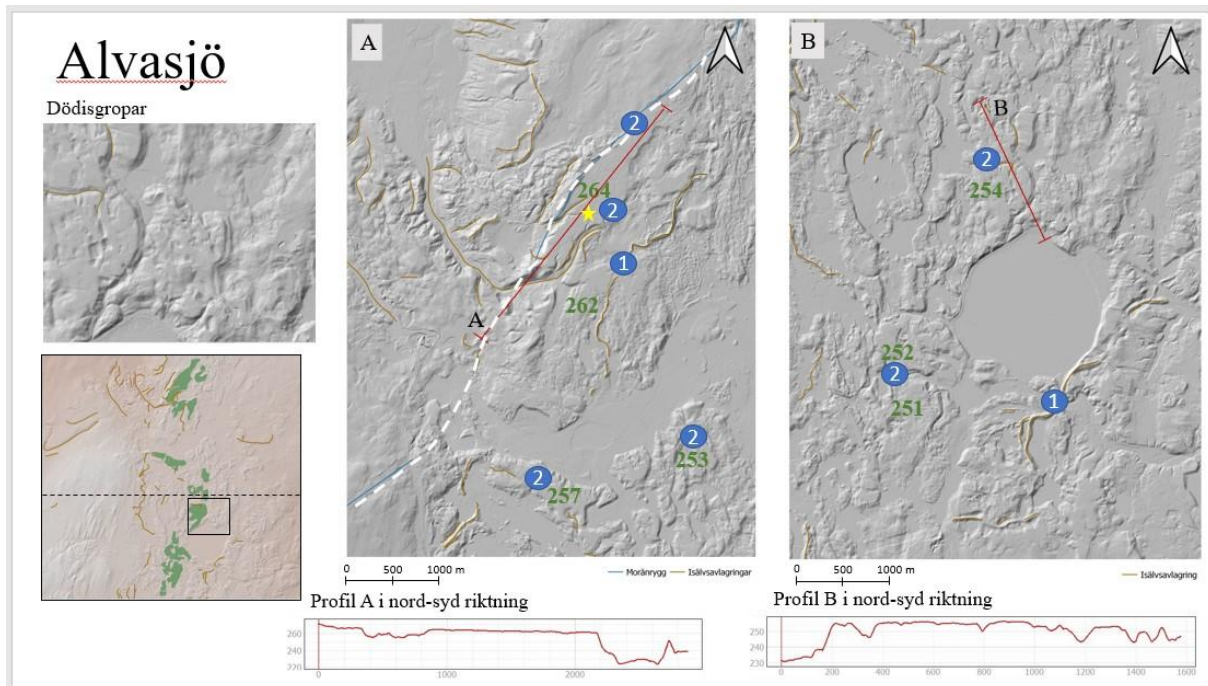 Alvasjö
Dödisgropar
A
2
264
2
1
262
A
2
253
2
257
0 500 1000 m
Moränrygg Isälvsavlagringar
B
B
2
254
252
2
251
1
0 500 1000 m
Isälvsavlagring
Profil A i nord-syd riktning
260
240
220
0 1000 2000
Profil B i nord-syd riktning
250
240
230
0 200 400 600 800 1000 1200 1400 1600